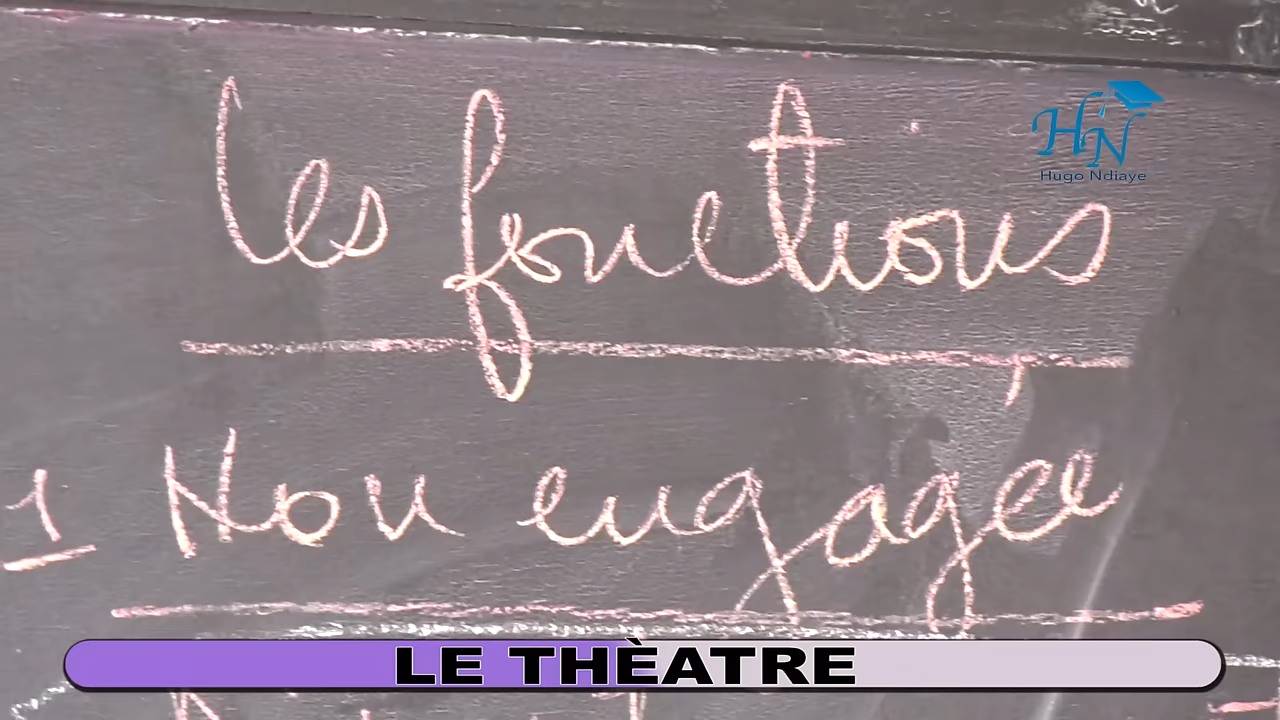 les fonctions
HN
Hugo Ndiaye
1 Non engagée
LE THÈATRE